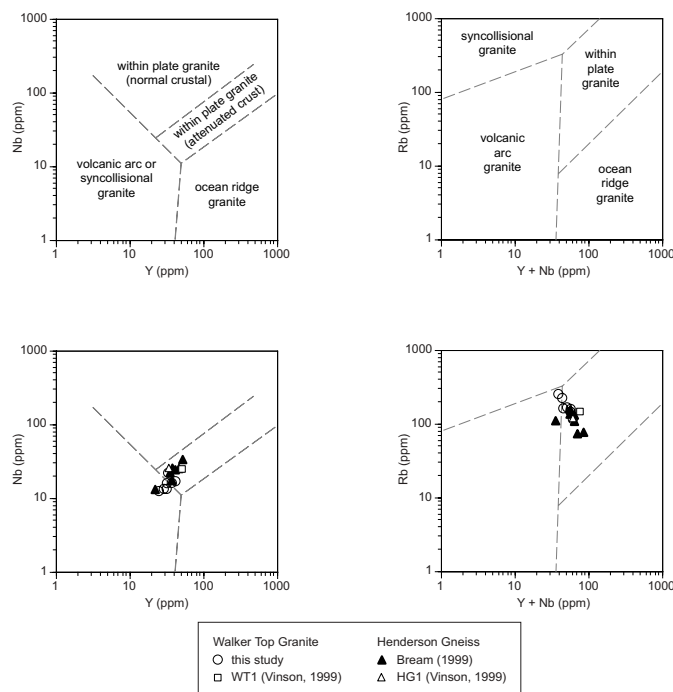 1000
100
10
1
Nb (ppm)
within plate granite
(normal crustal)
within plate granite
(attenuated crust)
volcanic arc or
syncollisional
granite
ocean ridge
granite
1
10
100
1000
Y (ppm)
1000
100
10
1
Rb (ppm)
syncollisional
granite
within
plate
granite
volcanic
arc
granite
ocean
ridge
granite
1
10
100
1000
Y + Nb (ppm)
1000
100
10
1
Nb (ppm)
1
10
100
1000
Y (ppm)
1000
100
10
1
Rb (ppm)
1
10
100
1000
Y + Nb (ppm)
Walker Top Granite
this study
WT1 (Vinson, 1999)
Henderson Gneiss
Bream (1999)
HG1 (Vinson, 1999)